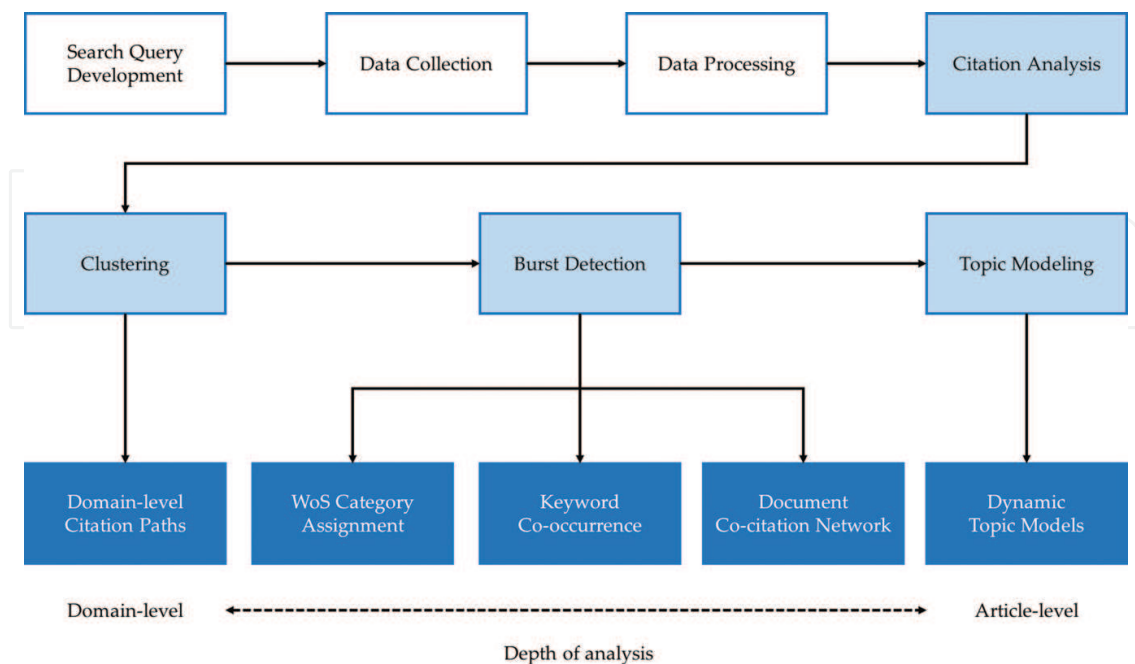 Search Query
Development
Data Collection
Data Processing
Citation Analysis
Clustering
Burst Detection
Topic Modeling
Domain-level
Citation Paths
WoS Category
Assignment
Keyword
Co-occurrence
Document
Co-citation Network
Dynamic
Topic Models
Domain-level
Article-level
Depth of analysis